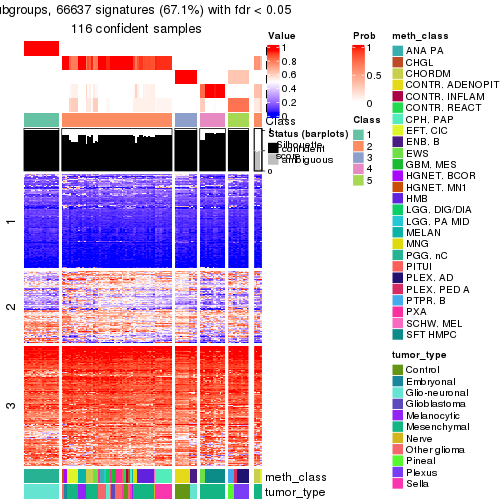 ubgroups, 66637 signatures (67.1%) with fdr < 0.05
116 confident samples
Value
1
0.8
0.6
0.4
0.2
0
Class
Status (barplots)
confident
ambiguous
Silhouette
score
1
0
Prob
1
0.5
0
Class
1
2
3
4
5
meth_class
ANA PA
CHGL
CHORDM
CONTR. ADENOPIT
CONTR. INFLAM
CONTR. REACT
CPH. PAP
EFT. CIC
ENB. B
EWS
GBM. MES
HGNET. BCOR
HGNET. MN1
HMB
LGG. DIG/DIA
LGG. PA MID
MELAN
MNG
PGG. nC
PITUI
PLEX. AD
PLEX. PED A
PTPR. B
PXA
SCHW. MEL
SFT HMPC
tumor_type
Control
Embryonal
Glio-neuronal
Glioblastoma
Melanocytic
Mesenchymal
Nerve
Other glioma
Pineal
Plexus
Sella
1
2
3
meth_class
tumor_type